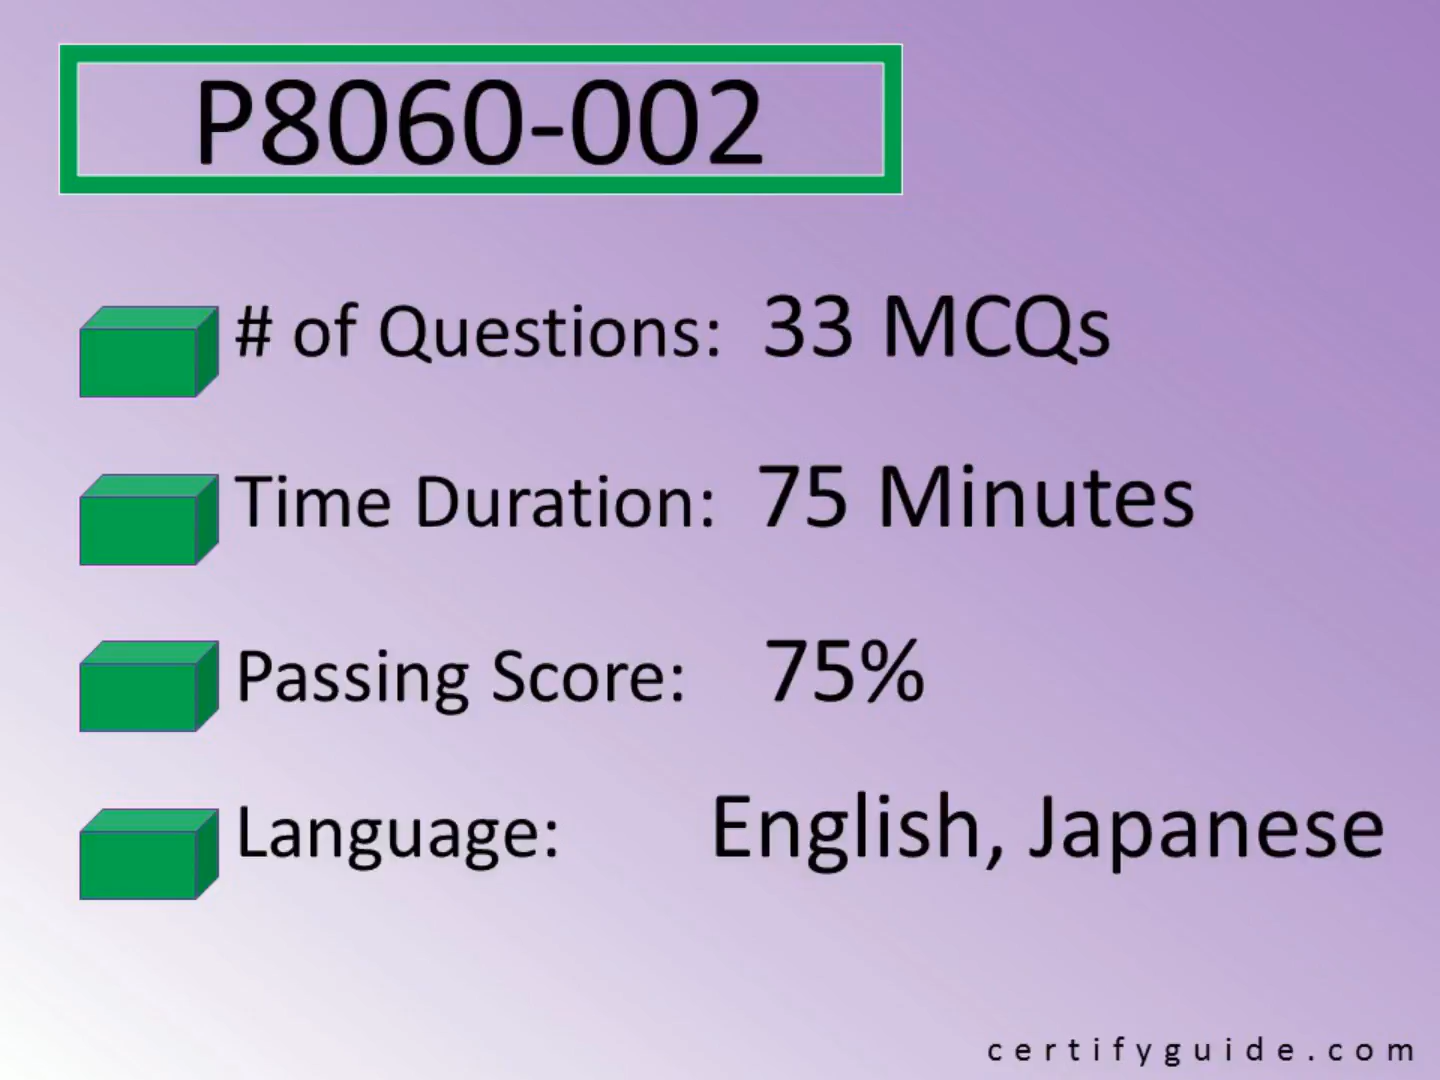 P8060-002
# of Questions: 33 MCQs
Time Duration: 75 Minutes
Passing Score: 75%
Language: English, Japanese
certifyguide.com